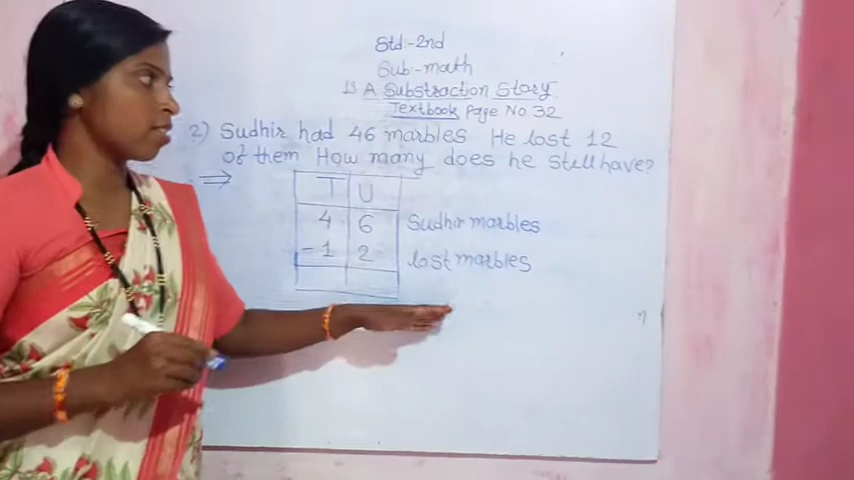 Std:-2nd
Sub:-math
13 A Substraction Story
Textbook Page No 32
2) Sudhir had 46 marbles. He lost 12
of them. How many does he still have?
⇒
T U
4 6 Sudhir marbles
- 1 2 lost marbles